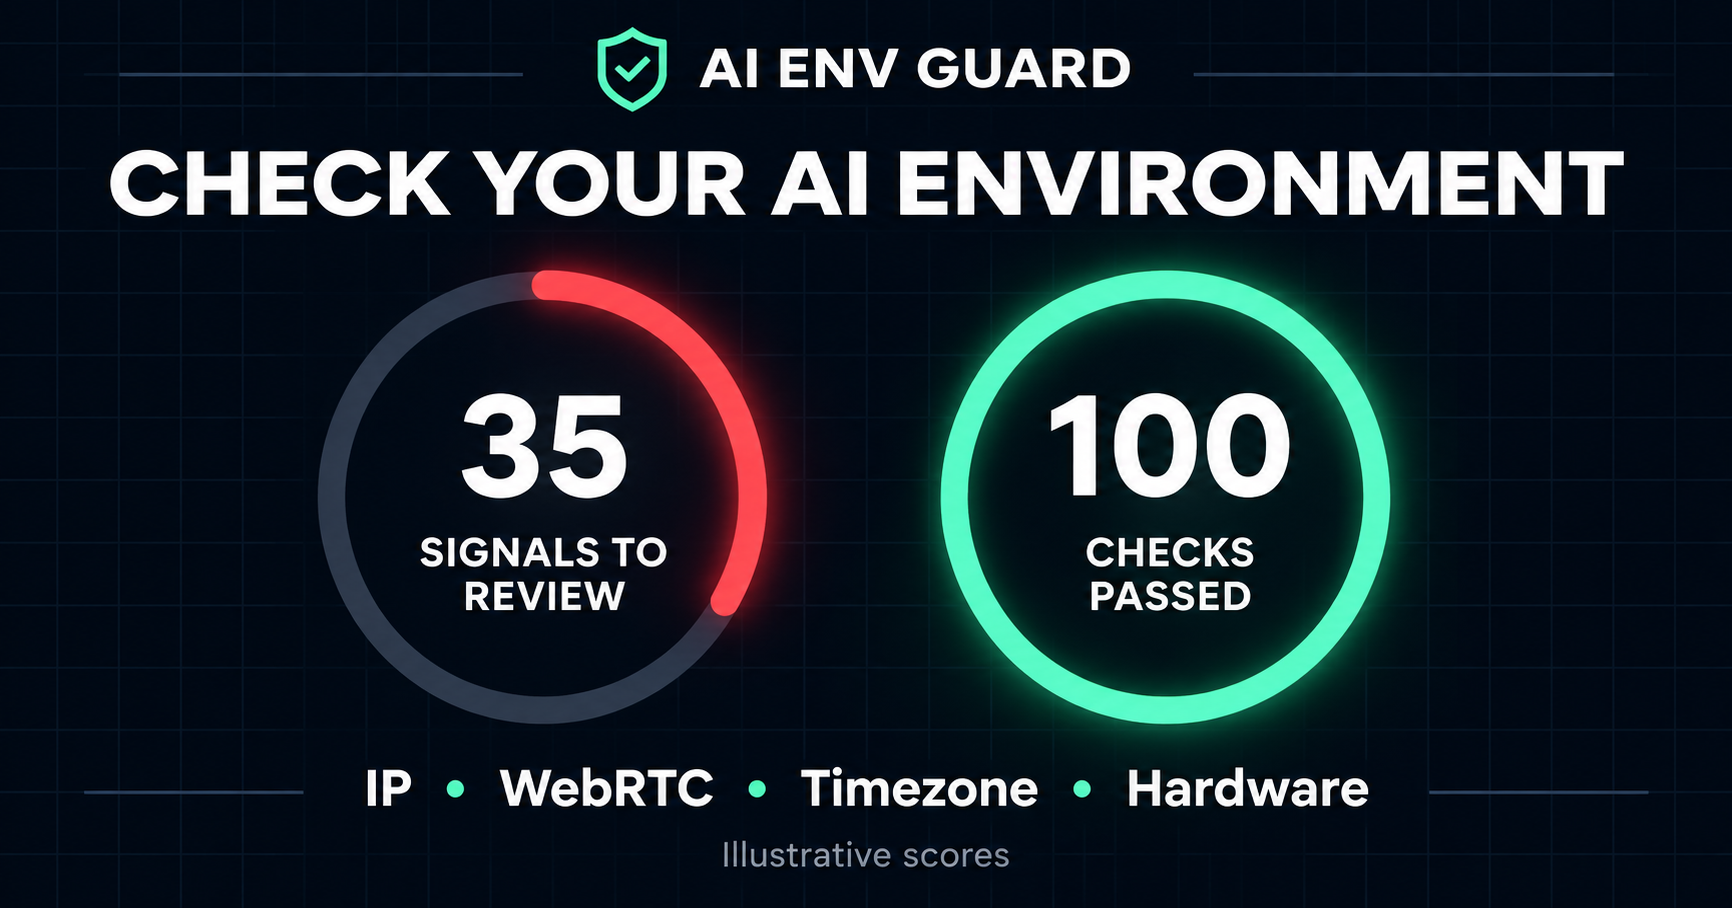 AI ENV GUARD
CHECK YOUR AI ENVIRONMENT
35
SIGNALS TO
REVIEW
100
CHECKS
PASSED
IP • WebRTC • Timezone • Hardware
Illustrative scores